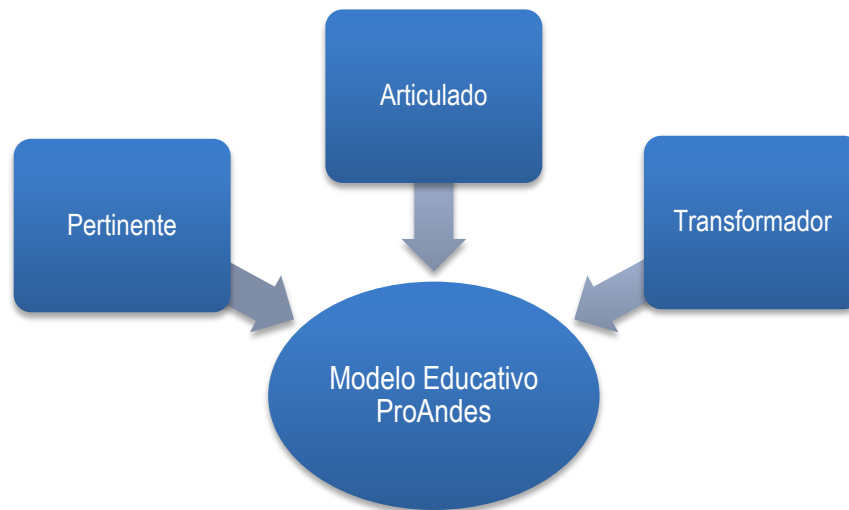 Articulado
Pertinente
Transformador
Modelo Educativo
ProAndes